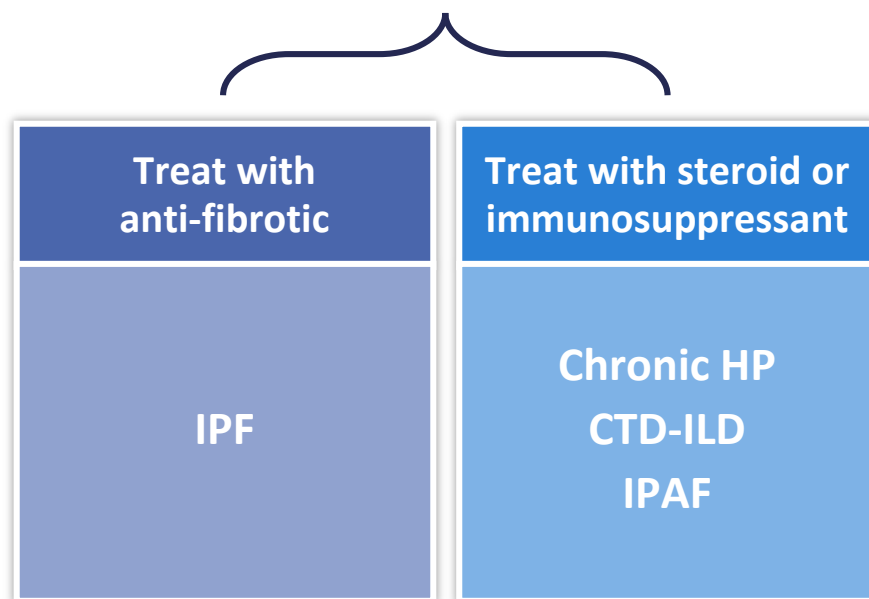 Treat with
anti-fibrotic
Treat with steroid or
immunosuppressant
IPF
Chronic HP
CTD-ILD
IPAF